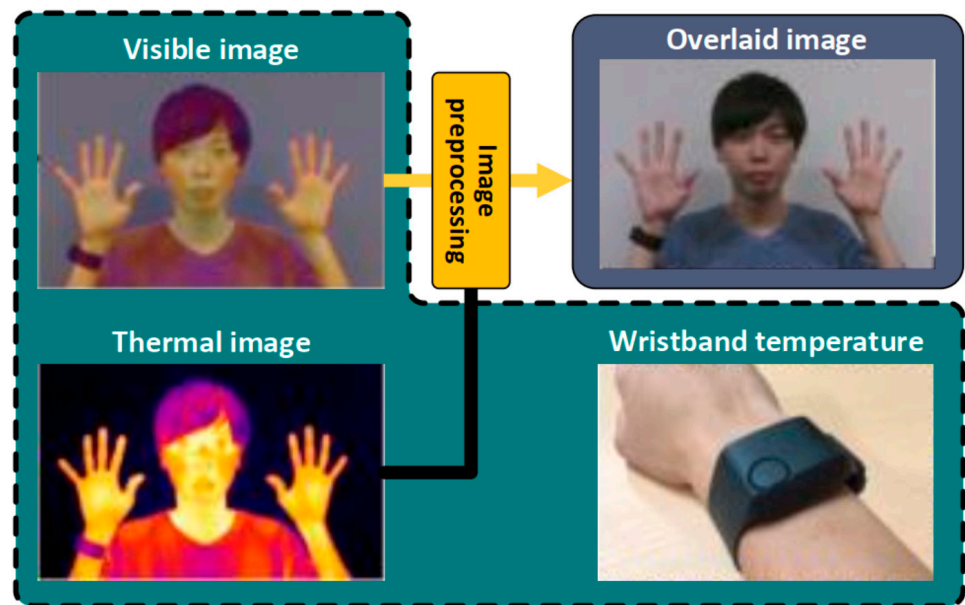 Visible image
Overlaid image
Image
preprocessing
Thermal image
Wristband temperature